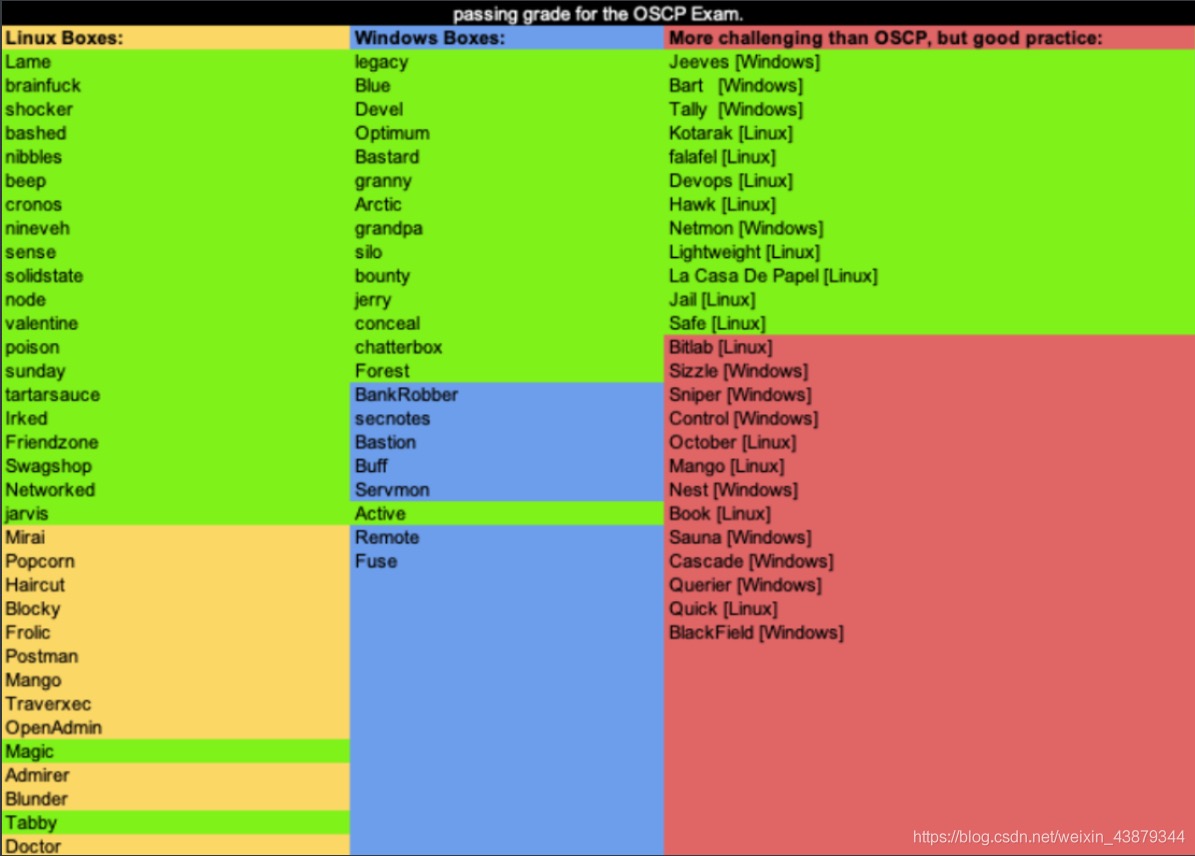 passing grade for the OSCP Exam.
Linux Boxes: Windows Boxes: More challenging than OSCP, but good practice:
Lame legacy Jeeves [Windows]
brainfuck Blue Bart [Windows]
shocker Devel Tally [Windows]
bashed Optimum Kotarak [Linux]
nibbles Bastard falafel [Linux]
beep granny Devops [Linux]
cronos Arctic Hawk [Linux]
nineveh grandpa Netmon [Windows]
sense silo Lightweight [Linux]
solidstate bounty La Casa De Papel [Linux]
node jerry Jail [Linux]
valentine conceal Safe [Linux]
poison chatterbox Bitlab [Linux]
sunday Forest Sizzle [Windows]
tartarsauce BankRobber Sniper [Windows]
Irked secnotes Control [Windows]
Friendzone Bastion October [Linux]
Swagshop Buff Mango [Linux]
Networked Servmon Nest [Windows]
jarvis Active Book [Linux]
Mirai Remote Sauna [Windows]
Popcorn Fuse Cascade [Windows]
Haircut Querier [Windows]
Blocky Quick [Linux]
Frolic BlackField [Windows]
Postman
Mango
Traverxec
OpenAdmin
Magic
Admirer
Blunder
Tabby
Doctor
https://blog.csdn.net/weixin_43879344